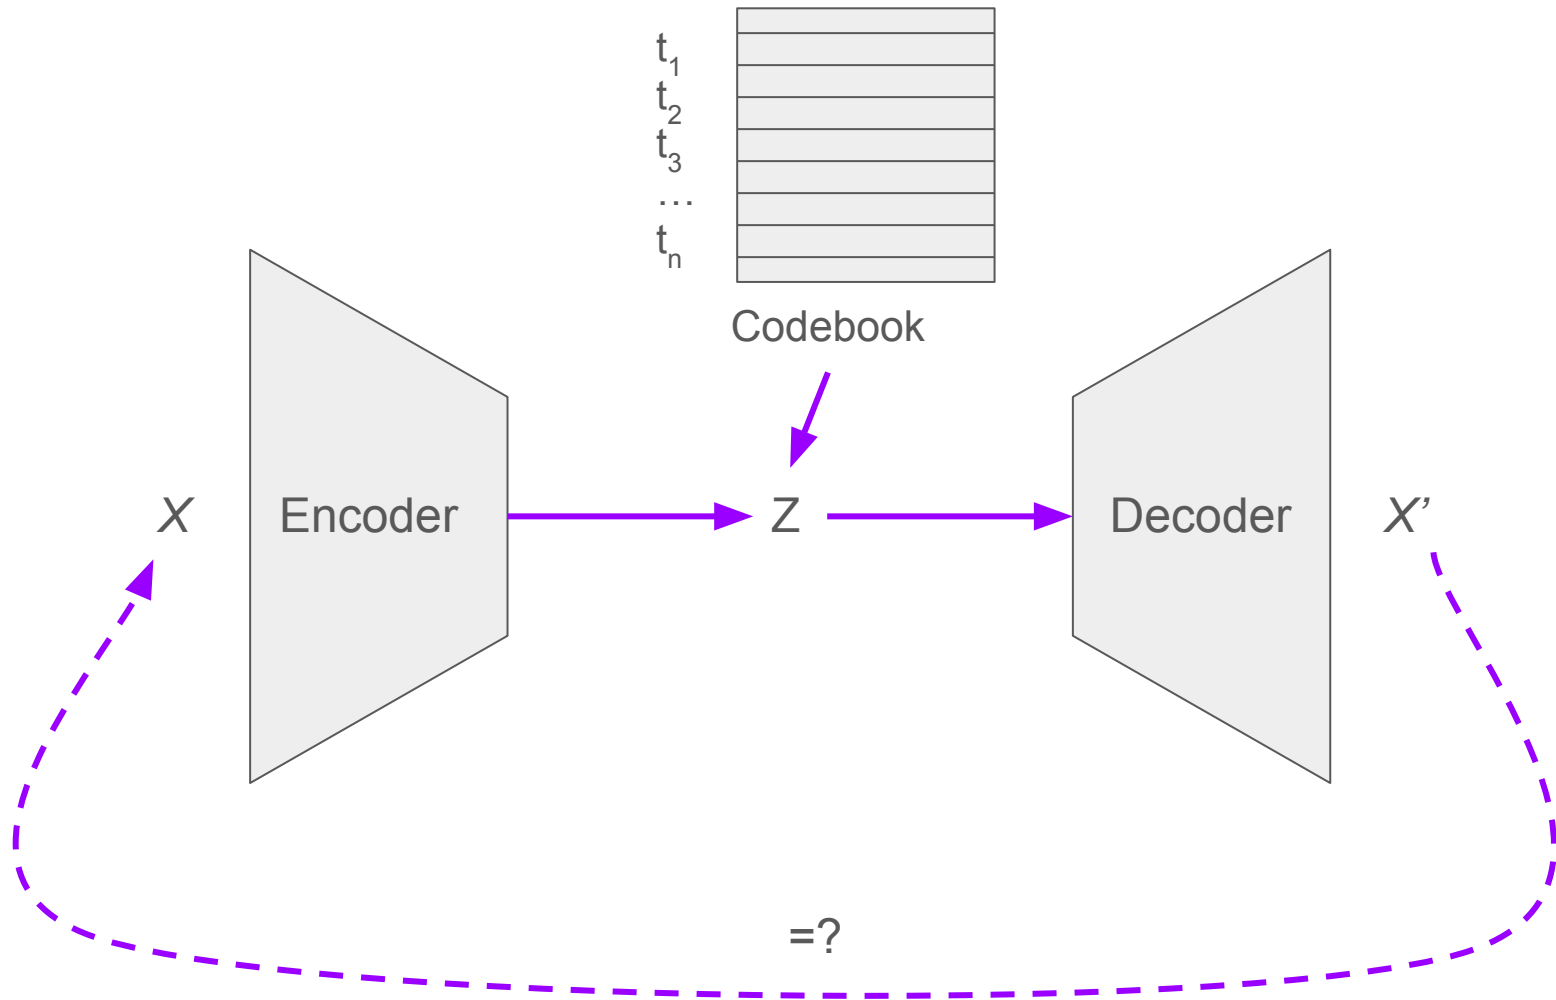 t1
t2
t3
…
tn
Codebook
X
Encoder
Z
Decoder
X’
=?